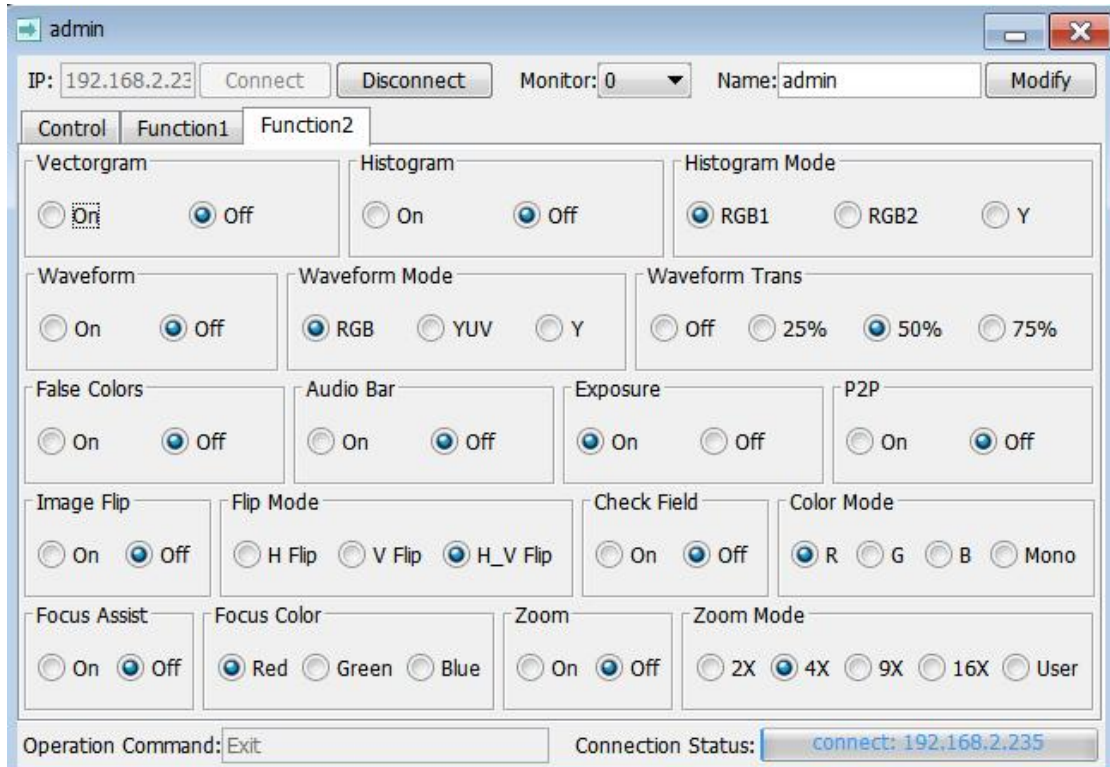 admin
IP: 192.168.2.23 Connect Disconnect Monitor: 0 Name: admin Modify
Control Function1 Function2
Vectorgram Histogram Histogram Mode
On Off On Off RGB1 RGB2 Y
Waveform Waveform Mode Waveform Trans
On Off RGB YUV Y Off 25% 50% 75%
False Colors Audio Bar Exposure P2P
On Off On Off On Off On Off
Image Flip Flip Mode Check Field Color Mode
On Off H Flip V Flip H_V Flip On Off R G B Mono
Focus Assist Focus Color Zoom Zoom Mode
On Off Red Green Blue On Off 2X 4X 9X 16X User
Operation Command: Exit Connection Status: connect: 192.168.2.235